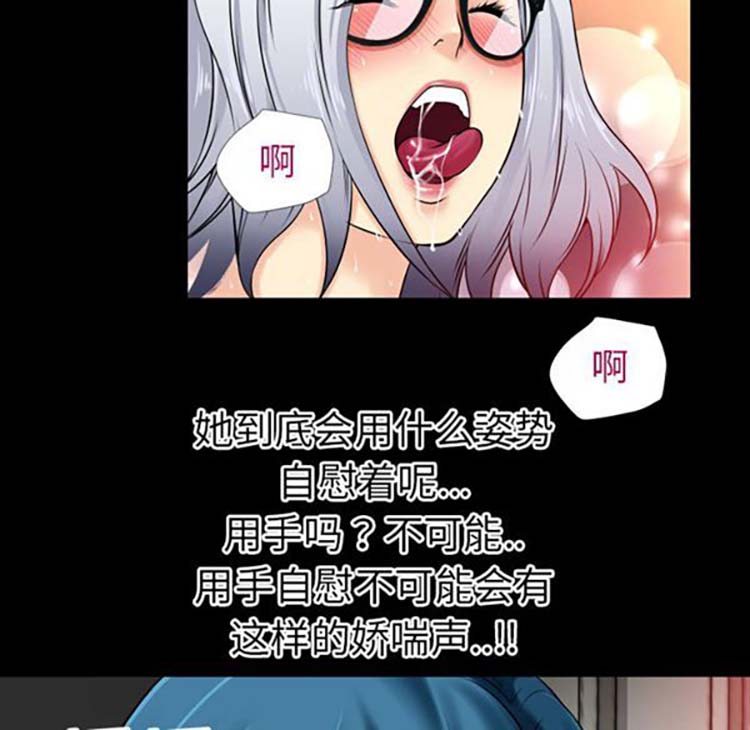 啊
啊
她到底会用什么姿势
自慰着呢...
用手吗？不可能..
用手自慰不可能会有
这样的娇喘声..!!